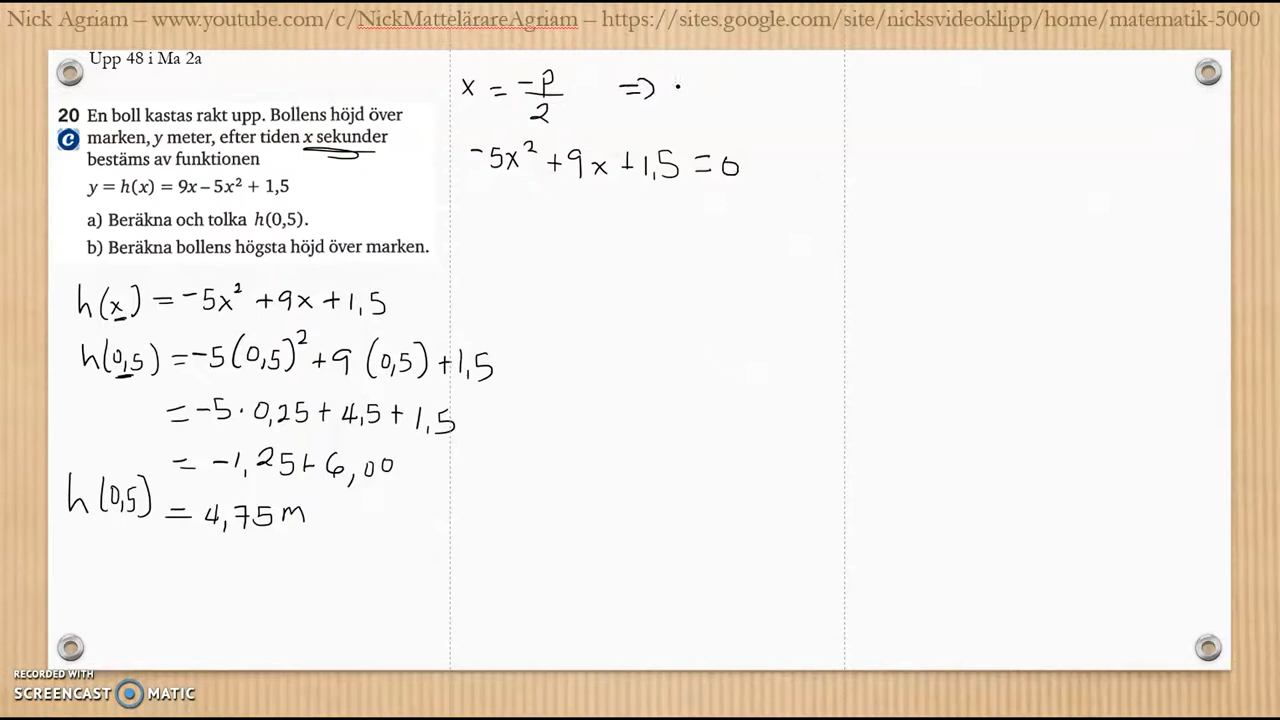 Nick Agriam – www.youtube.com/c/NickMattelärareAgriam – https://sites.google.com/site/nicksvideoklipp/home/matematik-5000
Upp 48 i Ma 2a
20 En boll kastas rakt upp. Bollens höjd över
C marken, y meter, efter tiden x sekunder
bestäms av funktionen
y = h(x) = 9x – 5x² + 1,5
a) Beräkna och tolka h(0,5).
b) Beräkna bollens högsta höjd över marken.
h(x) = -5x² + 9x + 1,5
h(0,5) = -5(0,5)² + 9 (0,5) + 1,5
= -5 · 0,25 + 4,5 + 1,5
= -1,25 + 6,00
h(0,5) = 4,75 m
x = -p/2 => ·
-5x² + 9x + 1,5 = 0
RECORDED WITH
SCREENCAST MATIC